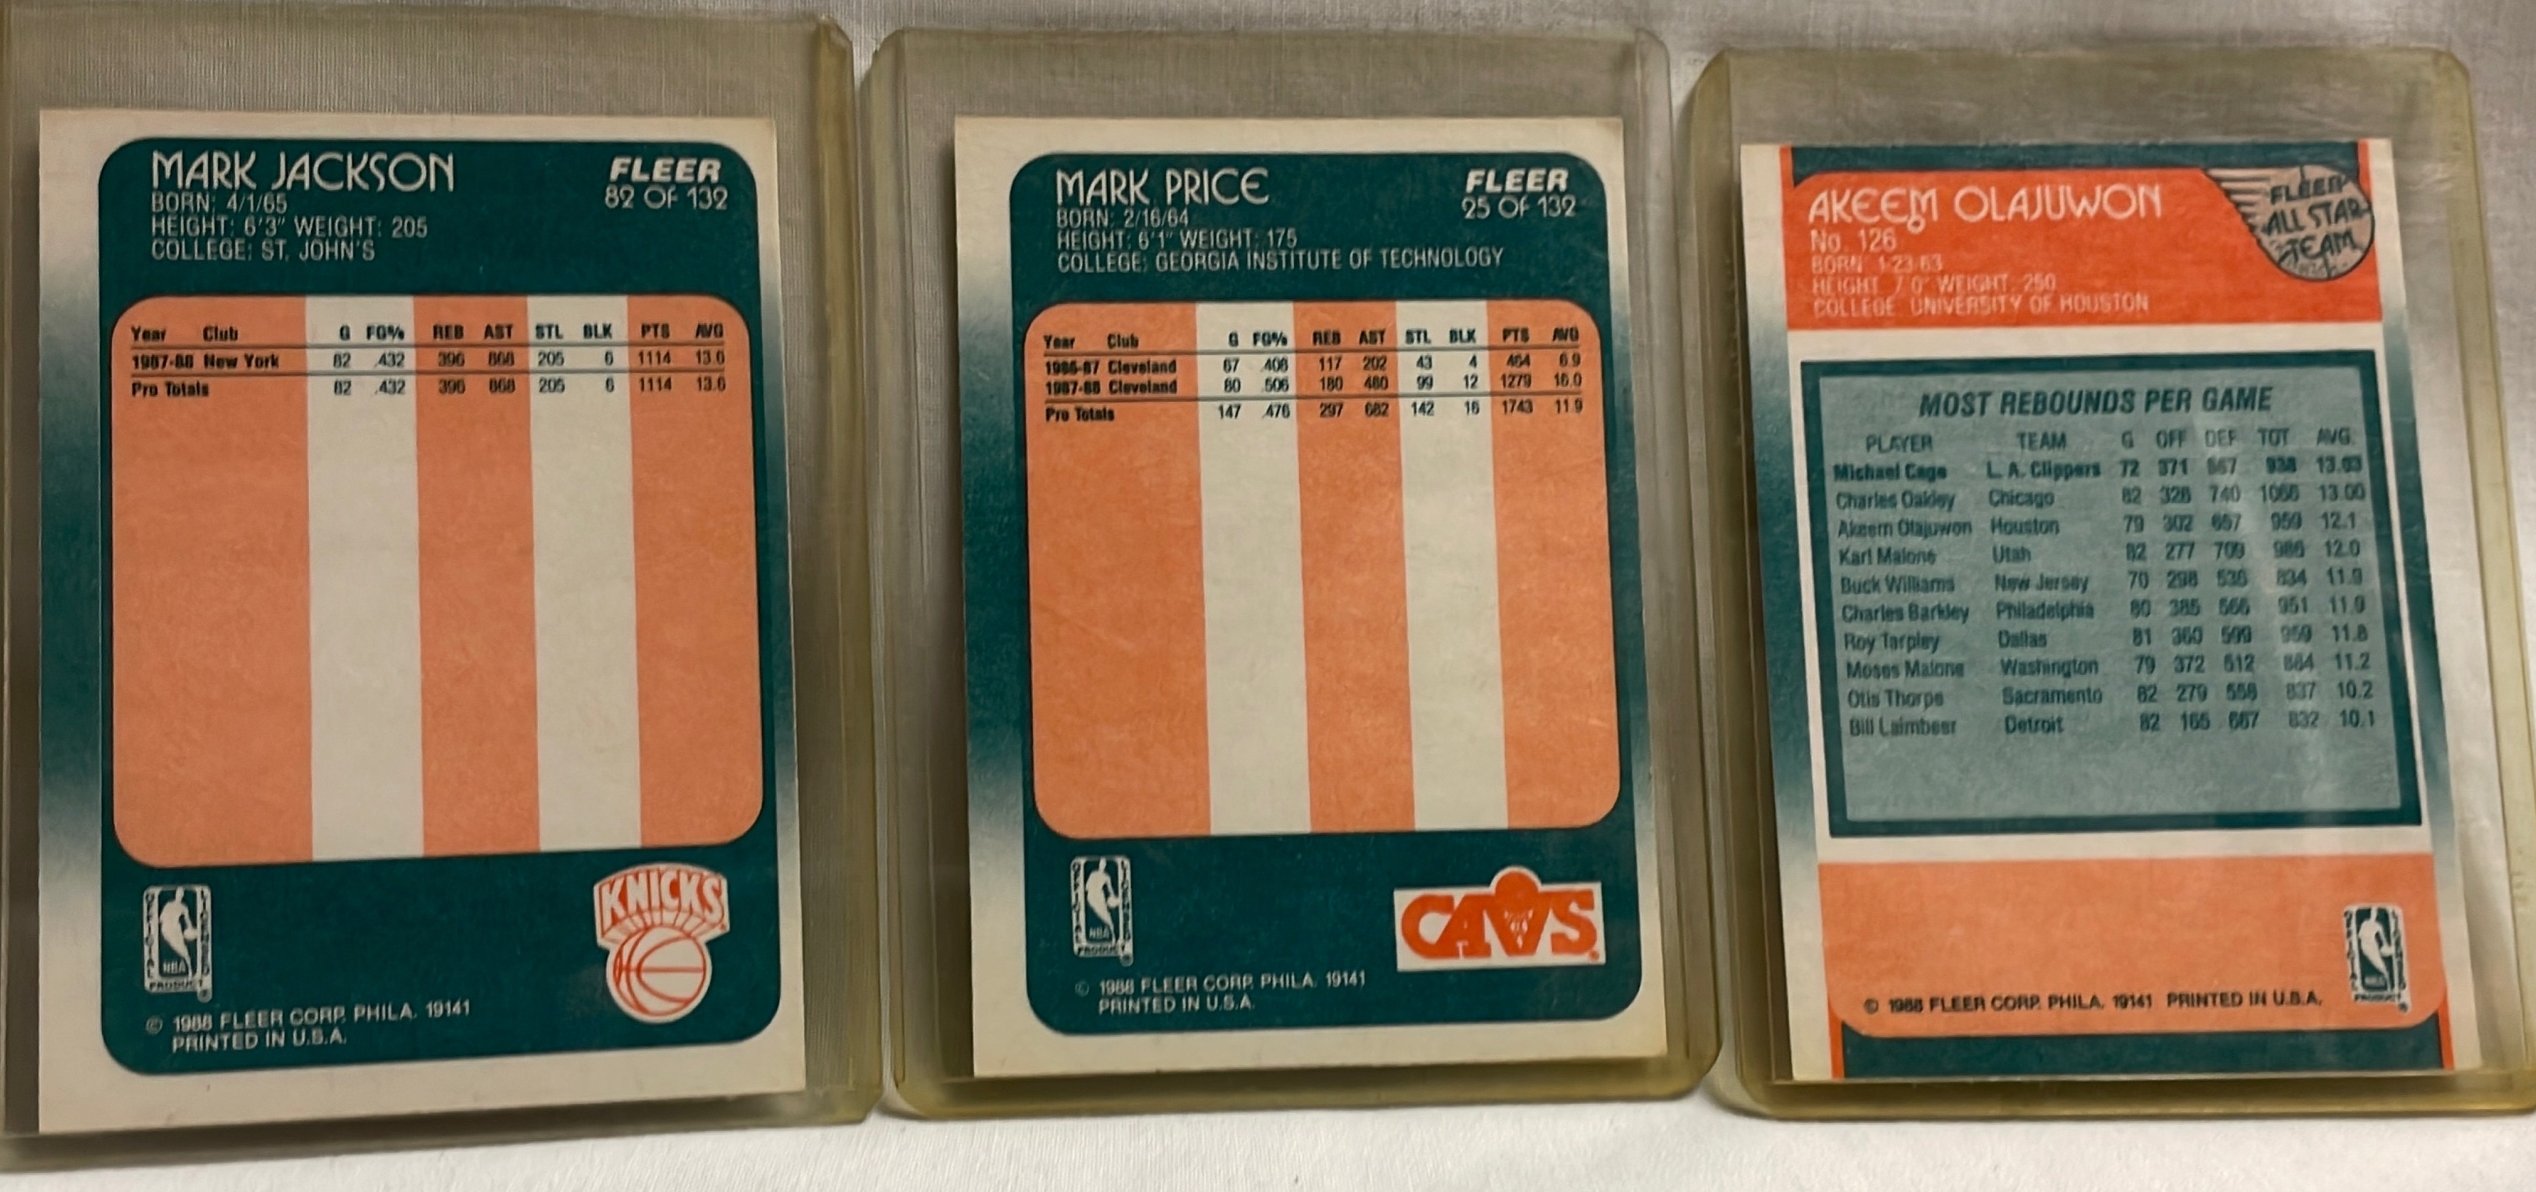 MARK JACKSON
BORN: 4/1/65
HEIGHT: 6'3" WEIGHT: 205
COLLEGE: ST. JOHN'S
FLEER
82 OF 132
Year Club G FG% REB AST STL BLK PTS AVG
1987-88 New York 82 .432 396 868 205 6 1114 13.6
Pro Totals 82 .432 396 868 205 6 1114 13.6
OFFICIAL LICENSED
NBA
PRODUCT
KNICKS
© 1988 FLEER CORP. PHILA. 19141
PRINTED IN U.S.A.
MARK PRICE
BORN: 2/16/64
HEIGHT: 6'1" WEIGHT: 175
COLLEGE: GEORGIA INSTITUTE OF TECHNOLOGY
FLEER
25 OF 132
Year Club G FG% REB AST STL BLK PTS AVG
1986-87 Cleveland 67 .408 117 202 43 4 464 6.9
1987-88 Cleveland 80 .506 180 480 99 12 1279 16.0
Pro Totals 147 .476 297 682 142 16 1743 11.9
OFFICIAL LICENSED
NBA
PRODUCT
CAVS
© 1988 FLEER CORP. PHILA. 19141
PRINTED IN U.S.A.
AKEEM OLAJUWON
No. 126
BORN: 1-23-63
HEIGHT: 7'0" WEIGHT: 250
COLLEGE: UNIVERSITY OF HOUSTON
FLEER
ALL STAR
TEAM
MOST REBOUNDS PER GAME
PLAYER TEAM G OFF DEF TOT AVG.
Michael Cage L. A. Clippers 72 371 567 938 13.03
Charles Oakley Chicago 82 326 740 1066 13.00
Akeem Olajuwon Houston 79 302 657 959 12.1
Karl Malone Utah 82 277 709 986 12.0
Buck Williams New Jersey 70 298 536 834 11.9
Charles Barkley Philadelphia 80 385 566 951 11.9
Roy Tarpley Dallas 81 360 599 959 11.8
Moses Malone Washington 79 372 512 884 11.2
Otis Thorpe Sacramento 82 279 558 837 10.2
Bill Laimbeer Detroit 82 165 667 832 10.1
OFFICIAL LICENSED
NBA
PRODUCT
© 1988 FLEER CORP. PHILA. 19141 PRINTED IN U.S.A.